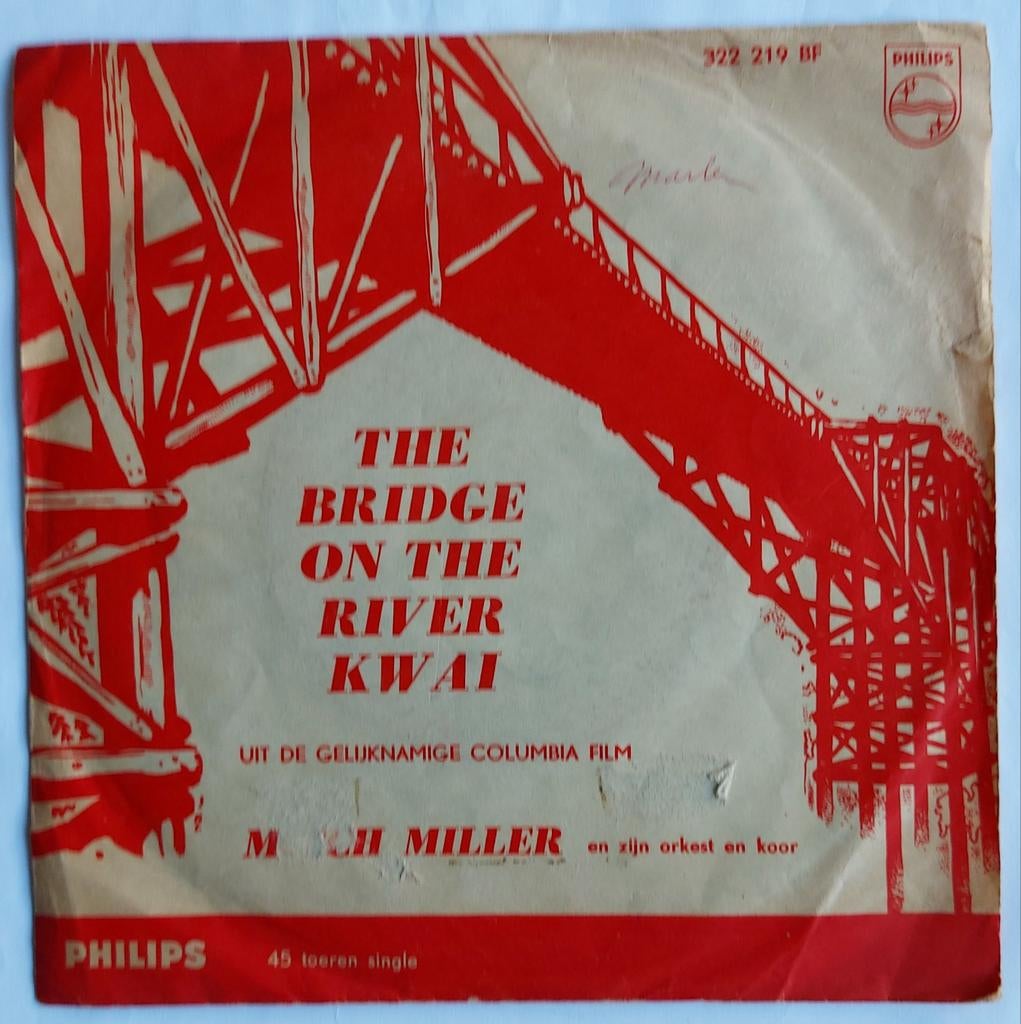 322 219 BF
PHILIPS
THE
BRIDGE
ON THE
RIVER
KWAI
UIT DE GELIJKNAMIGE COLUMBIA FILM
MILLER en zijn orkest en koor
PHILIPS 45 toeren single